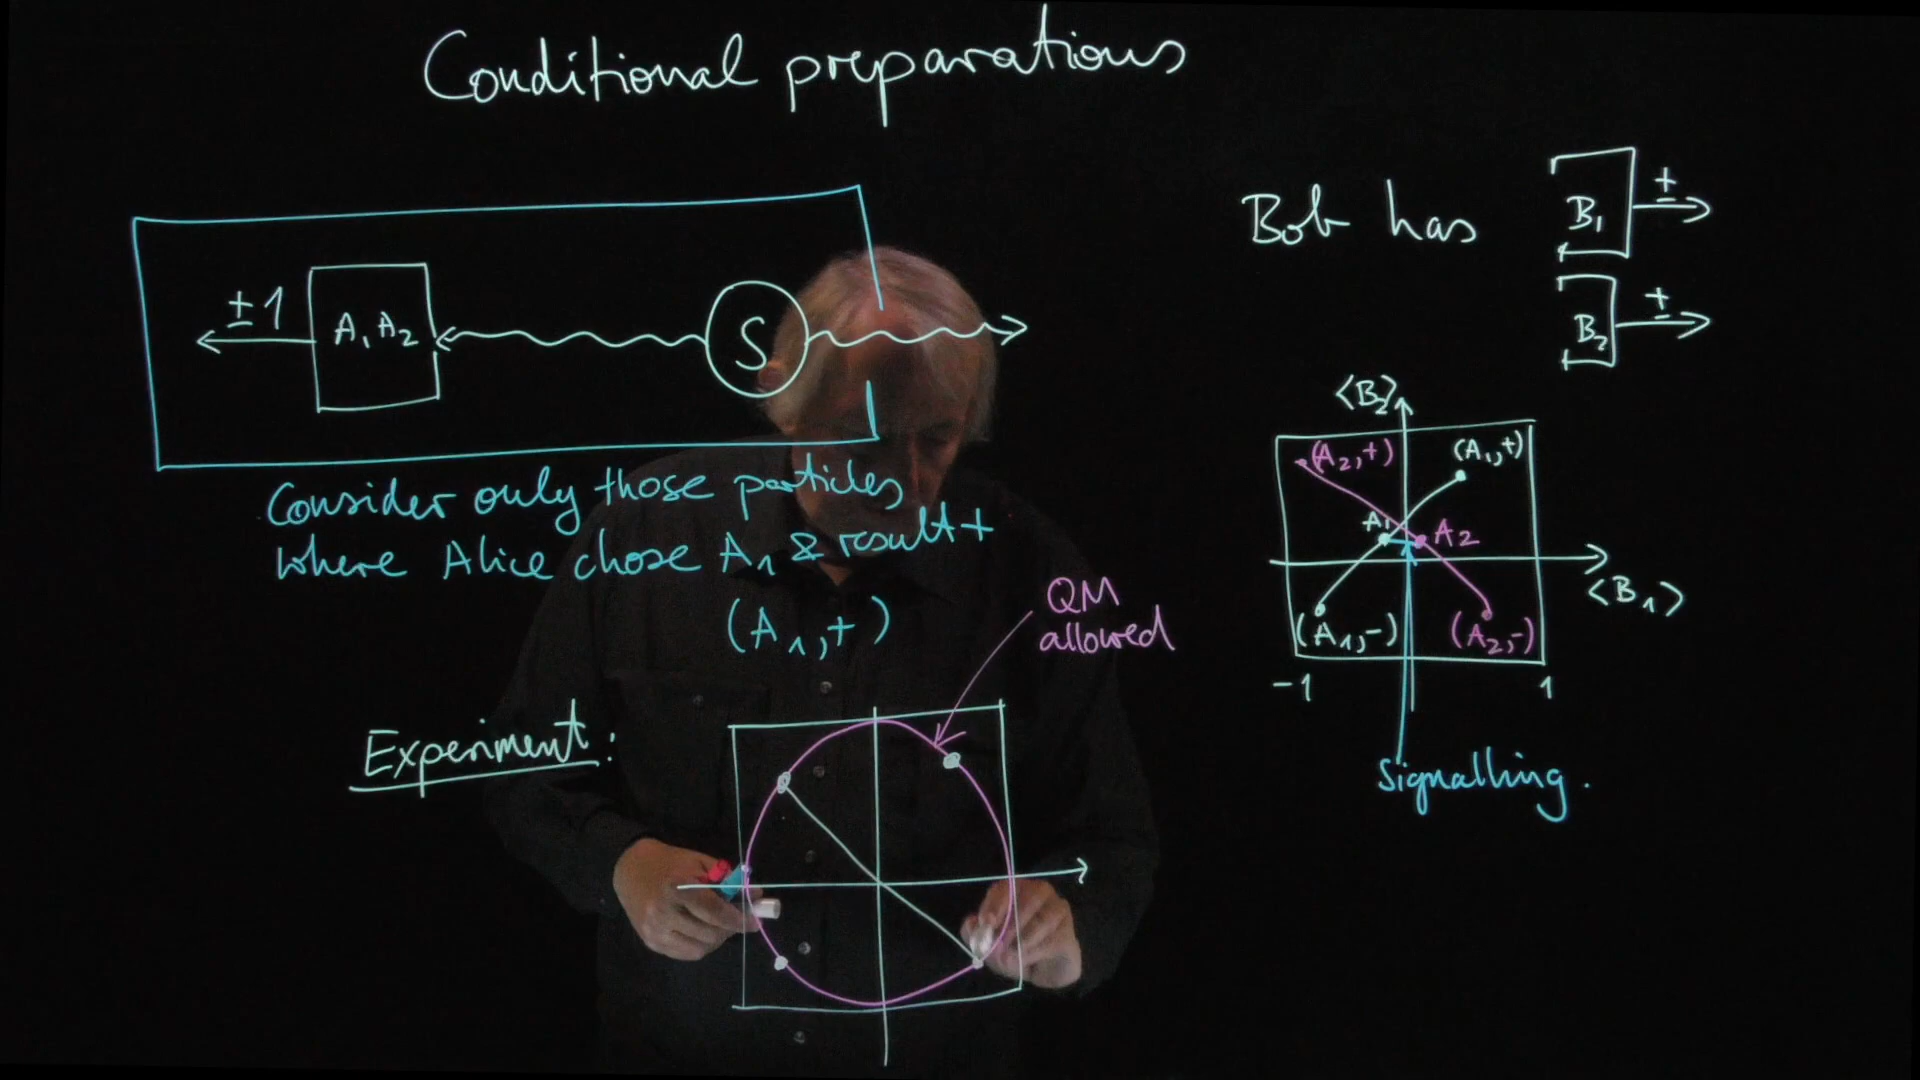 Conditional preparations
Bob has
B₁
±
B₂
±
±1
A₁ A₂
S
Consider only those particles
where Alice chose A₁ & result +
(A₁,+)
<B₂>
(A₂,+)
(A₁,+)
A₁
A₂
<B₁>
(A₁,-)
(A₂,-)
-1
1
signalling.
QM
allowed
Experiment: